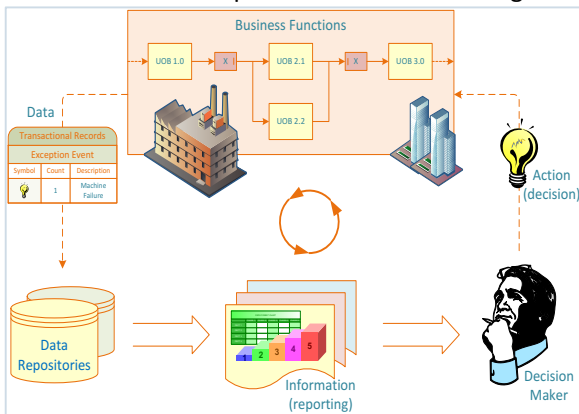 Business Functions
UOB 1.0
X
UOB 2.1
X
UOB 3.0
UOB 2.2
Data
Transactional Records
Exception Event
Symbol Count Description
1 Machine
Failure
Action
(decision)
Data
Repositories
1 2 3 4 5
Information
(reporting)
Decision
Maker